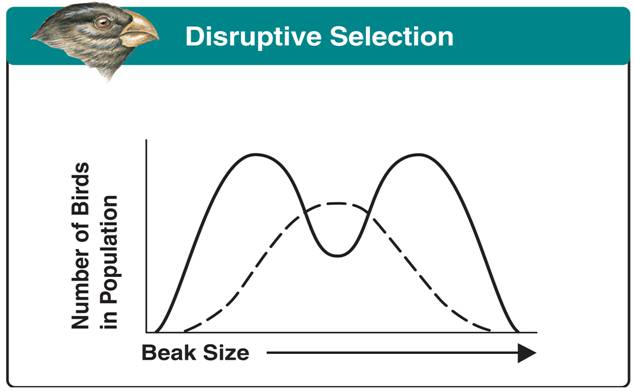 Disruptive Selection
Number of Birds
in Population
Beak Size